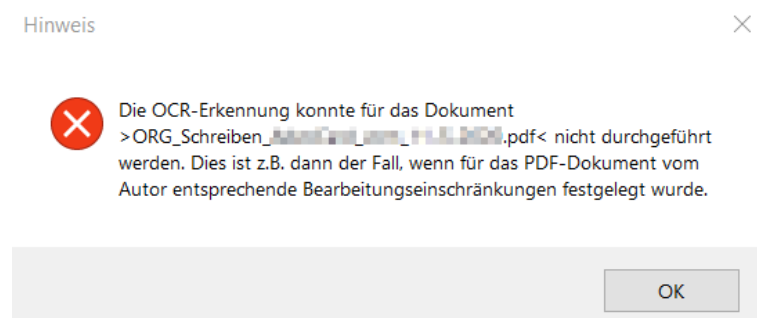 Hinweis
Die OCR-Erkennung konnte für das Dokument
>ORG_Schreiben_ .pdf< nicht durchgeführt
werden. Dies ist z.B. dann der Fall, wenn für das PDF-Dokument vom
Autor entsprechende Bearbeitungseinschränkungen festgelegt wurde.
OK